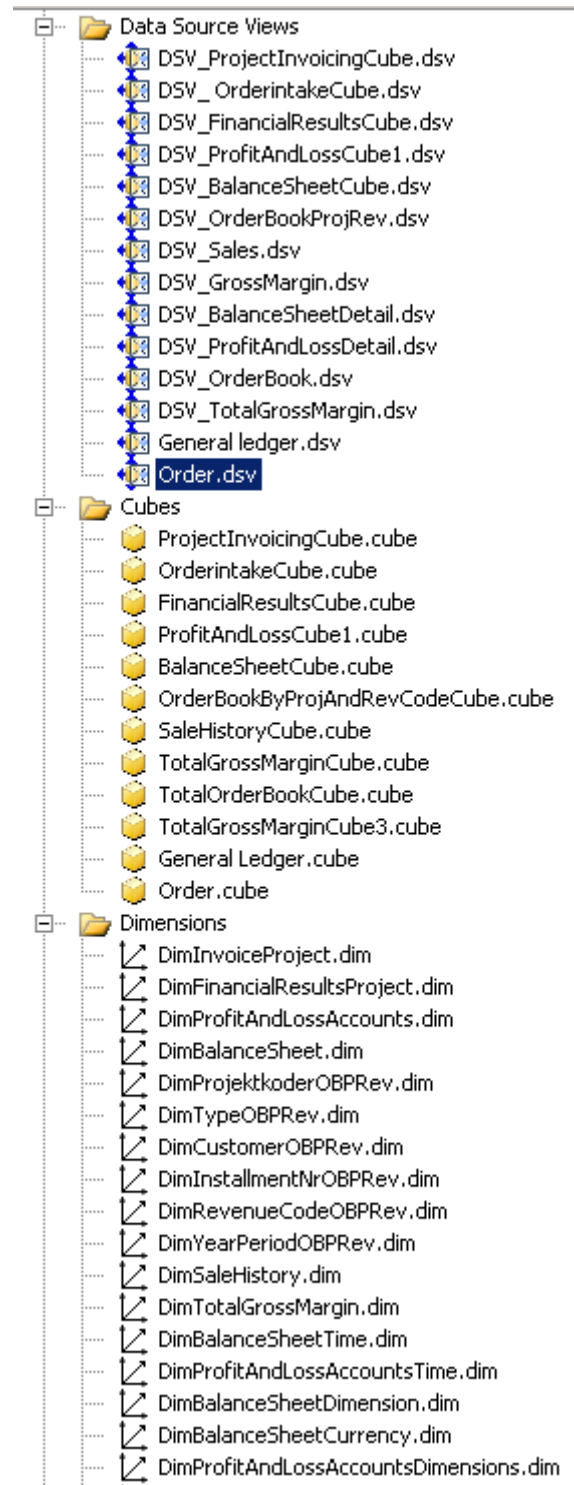 Data Source Views
DSV_ProjectInvoicingCube.dsv
DSV_ OrderintakeCube.dsv
DSV_FinancialResultsCube.dsv
DSV_ProfitAndLossCube1.dsv
DSV_BalanceSheetCube.dsv
DSV_OrderBookProjRev.dsv
DSV_Sales.dsv
DSV_GrossMargin.dsv
DSV_BalanceSheetDetail.dsv
DSV_ProfitAndLossDetail.dsv
DSV_OrderBook.dsv
DSV_TotalGrossMargin.dsv
General ledger.dsv
Order.dsv
Cubes
ProjectInvoicingCube.cube
OrderintakeCube.cube
FinancialResultsCube.cube
ProfitAndLossCube1.cube
BalanceSheetCube.cube
OrderBookByProjAndRevCodeCube.cube
SaleHistoryCube.cube
TotalGrossMarginCube.cube
TotalOrderBookCube.cube
TotalGrossMarginCube3.cube
General Ledger.cube
Order.cube
Dimensions
DimInvoiceProject.dim
DimFinancialResultsProject.dim
DimProfitAndLossAccounts.dim
DimBalanceSheet.dim
DimProjektkoderOBPRev.dim
DimTypeOBPRev.dim
DimCustomerOBPRev.dim
DimInstallmentNrOBPRev.dim
DimRevenueCodeOBPRev.dim
DimYearPeriodOBPRev.dim
DimSaleHistory.dim
DimTotalGrossMargin.dim
DimBalanceSheetTime.dim
DimProfitAndLossAccountsTime.dim
DimBalanceSheetDimension.dim
DimBalanceSheetCurrency.dim
DimProfitAndLossAccountsDimensions.dim